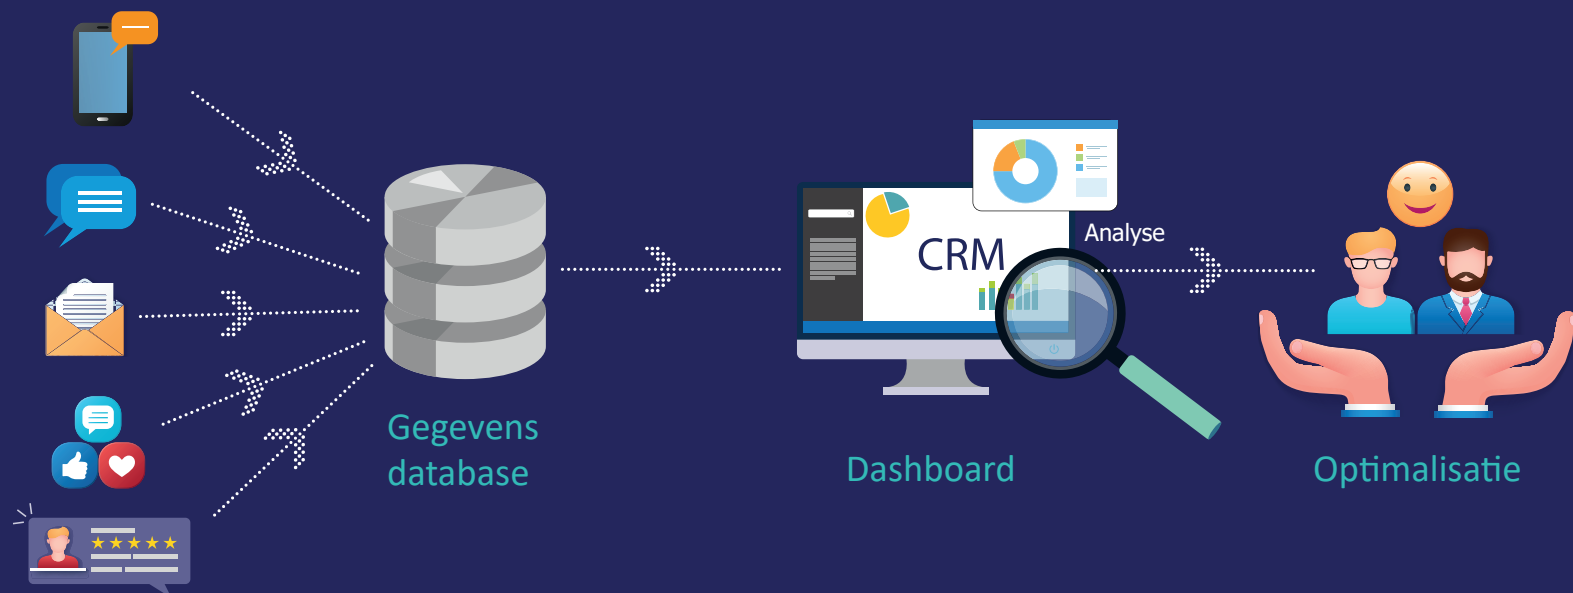 Gegevens
database
CRM
Dashboard
Analyse
Optimalisatie